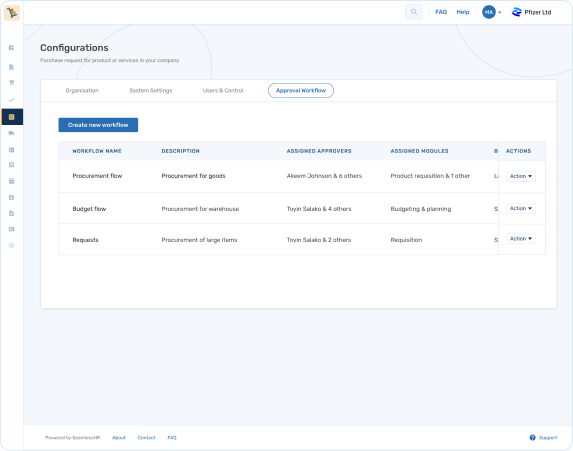 FAQ Help HA Pfizer Ltd
Configurations
Purchase request for product or services in your company
Organisation System Settings Users & Control Approval Workflow
Create new workflow
WORKFLOW NAME DESCRIPTION ASSIGNED APPROVERS ASSIGNED MODULES B ACTIONS
Procurement flow Procurement for goods Akeem Johnson & 6 others Product requisition & 1 other Action
Budget flow Procurement for warehouse Toyin Salako & 4 others Budgeting & planning S Action
Requests Procurement of large items Toyin Salako & 2 others Requisition S Action
Powered by SeamlessHR About Contact FAQ Support